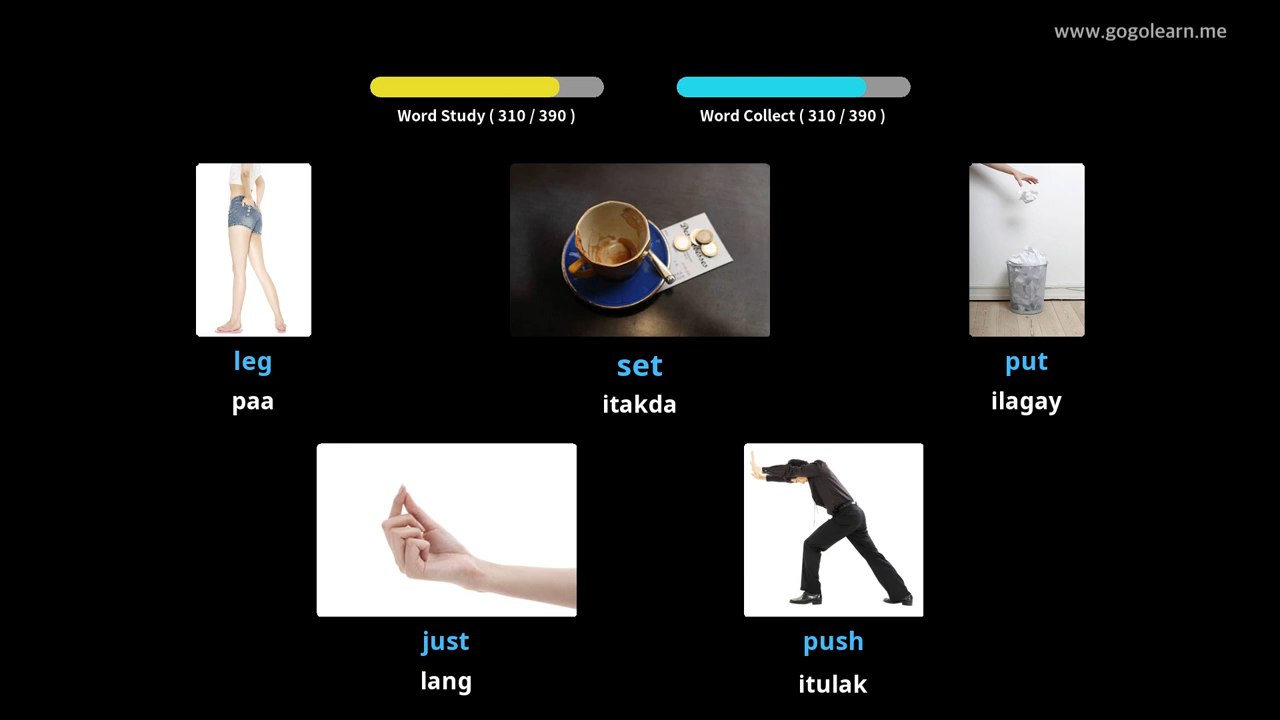 www.gogolearn.me
Word Study ( 310 / 390 )
Word Collect ( 310 / 390 )
leg
paa
set
itakda
put
ilagay
just
lang
push
itulak